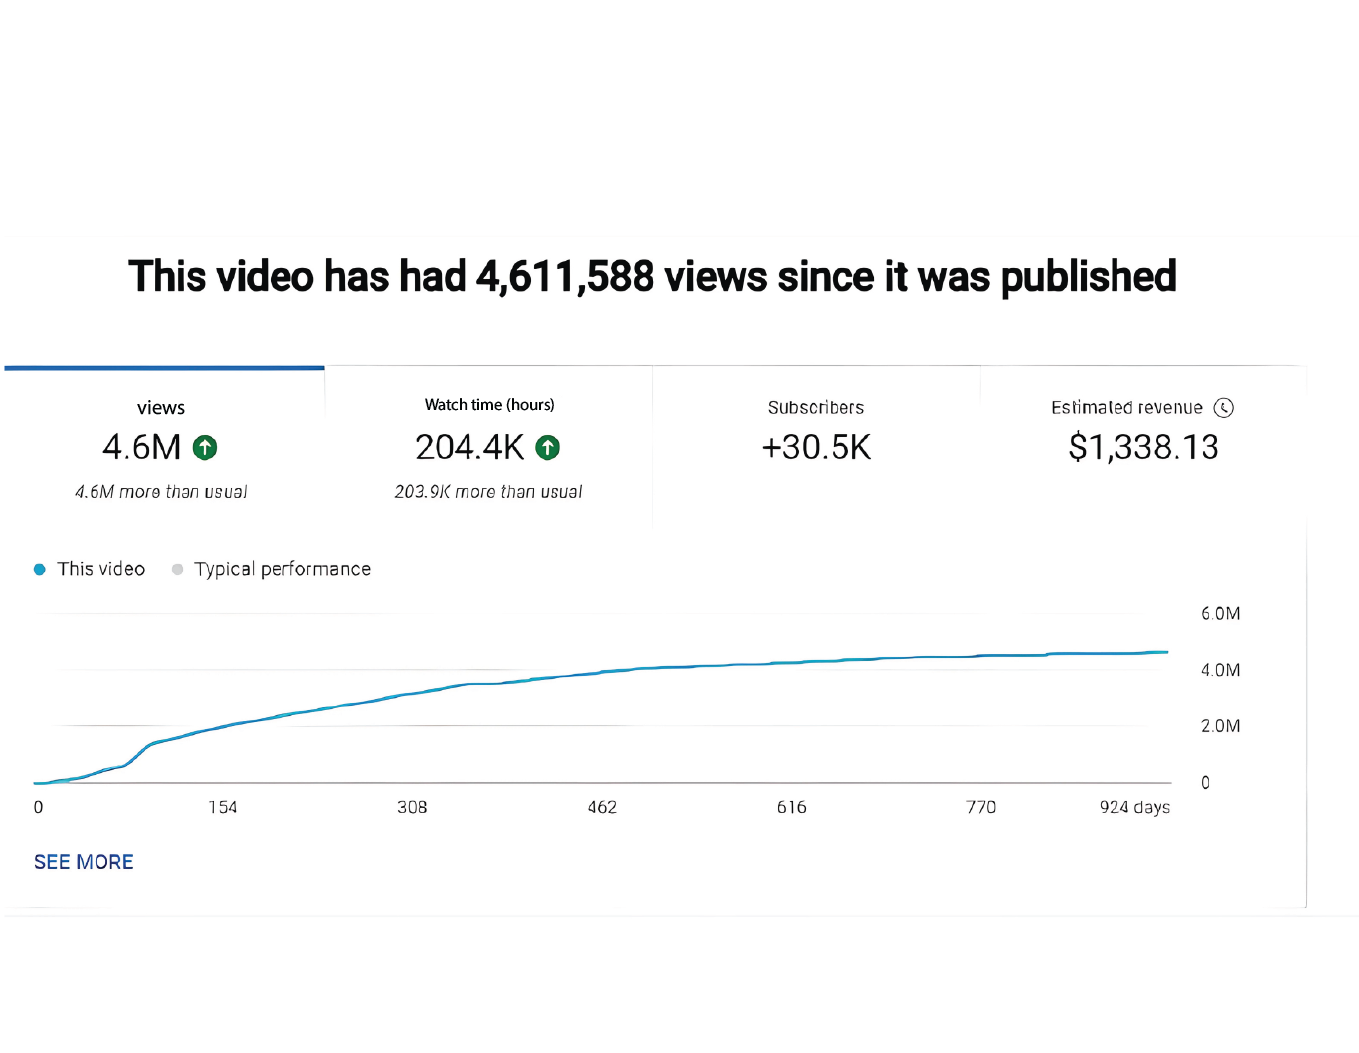 This video has had 4,611,588 views since it was published
views
4.6M
4.6M more than usual
Watch time (hours)
204.4K
203.9K more than usual
Subscribers
+30.5K
Estimated revenue
$1,338.13
This video Typical performance
6.0M
4.0M
2.0M
0
0 154 308 462 616 770 924 days
SEE MORE